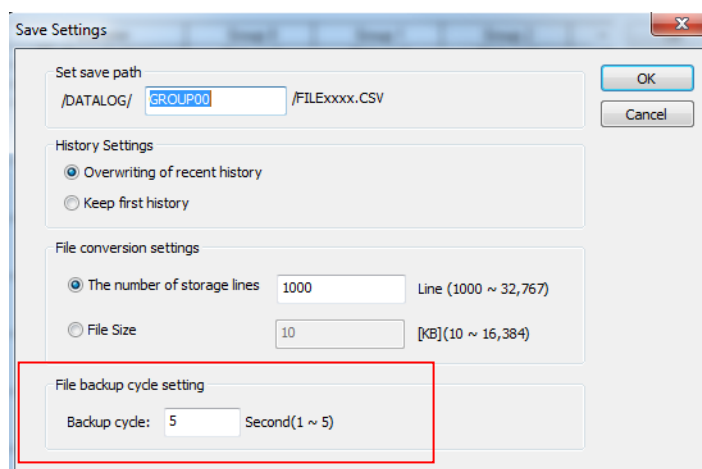 Save Settings
Set save path
/DATALOG/ GROUP00 /FILExxxx.CSV
OK
Cancel
History Settings
Overwriting of recent history
Keep first history
File conversion settings
The number of storage lines 1000 Line (1000 ~ 32,767)
File Size 10 [KB](10 ~ 16,384)
File backup cycle setting
Backup cycle: 5 Second(1 ~ 5)